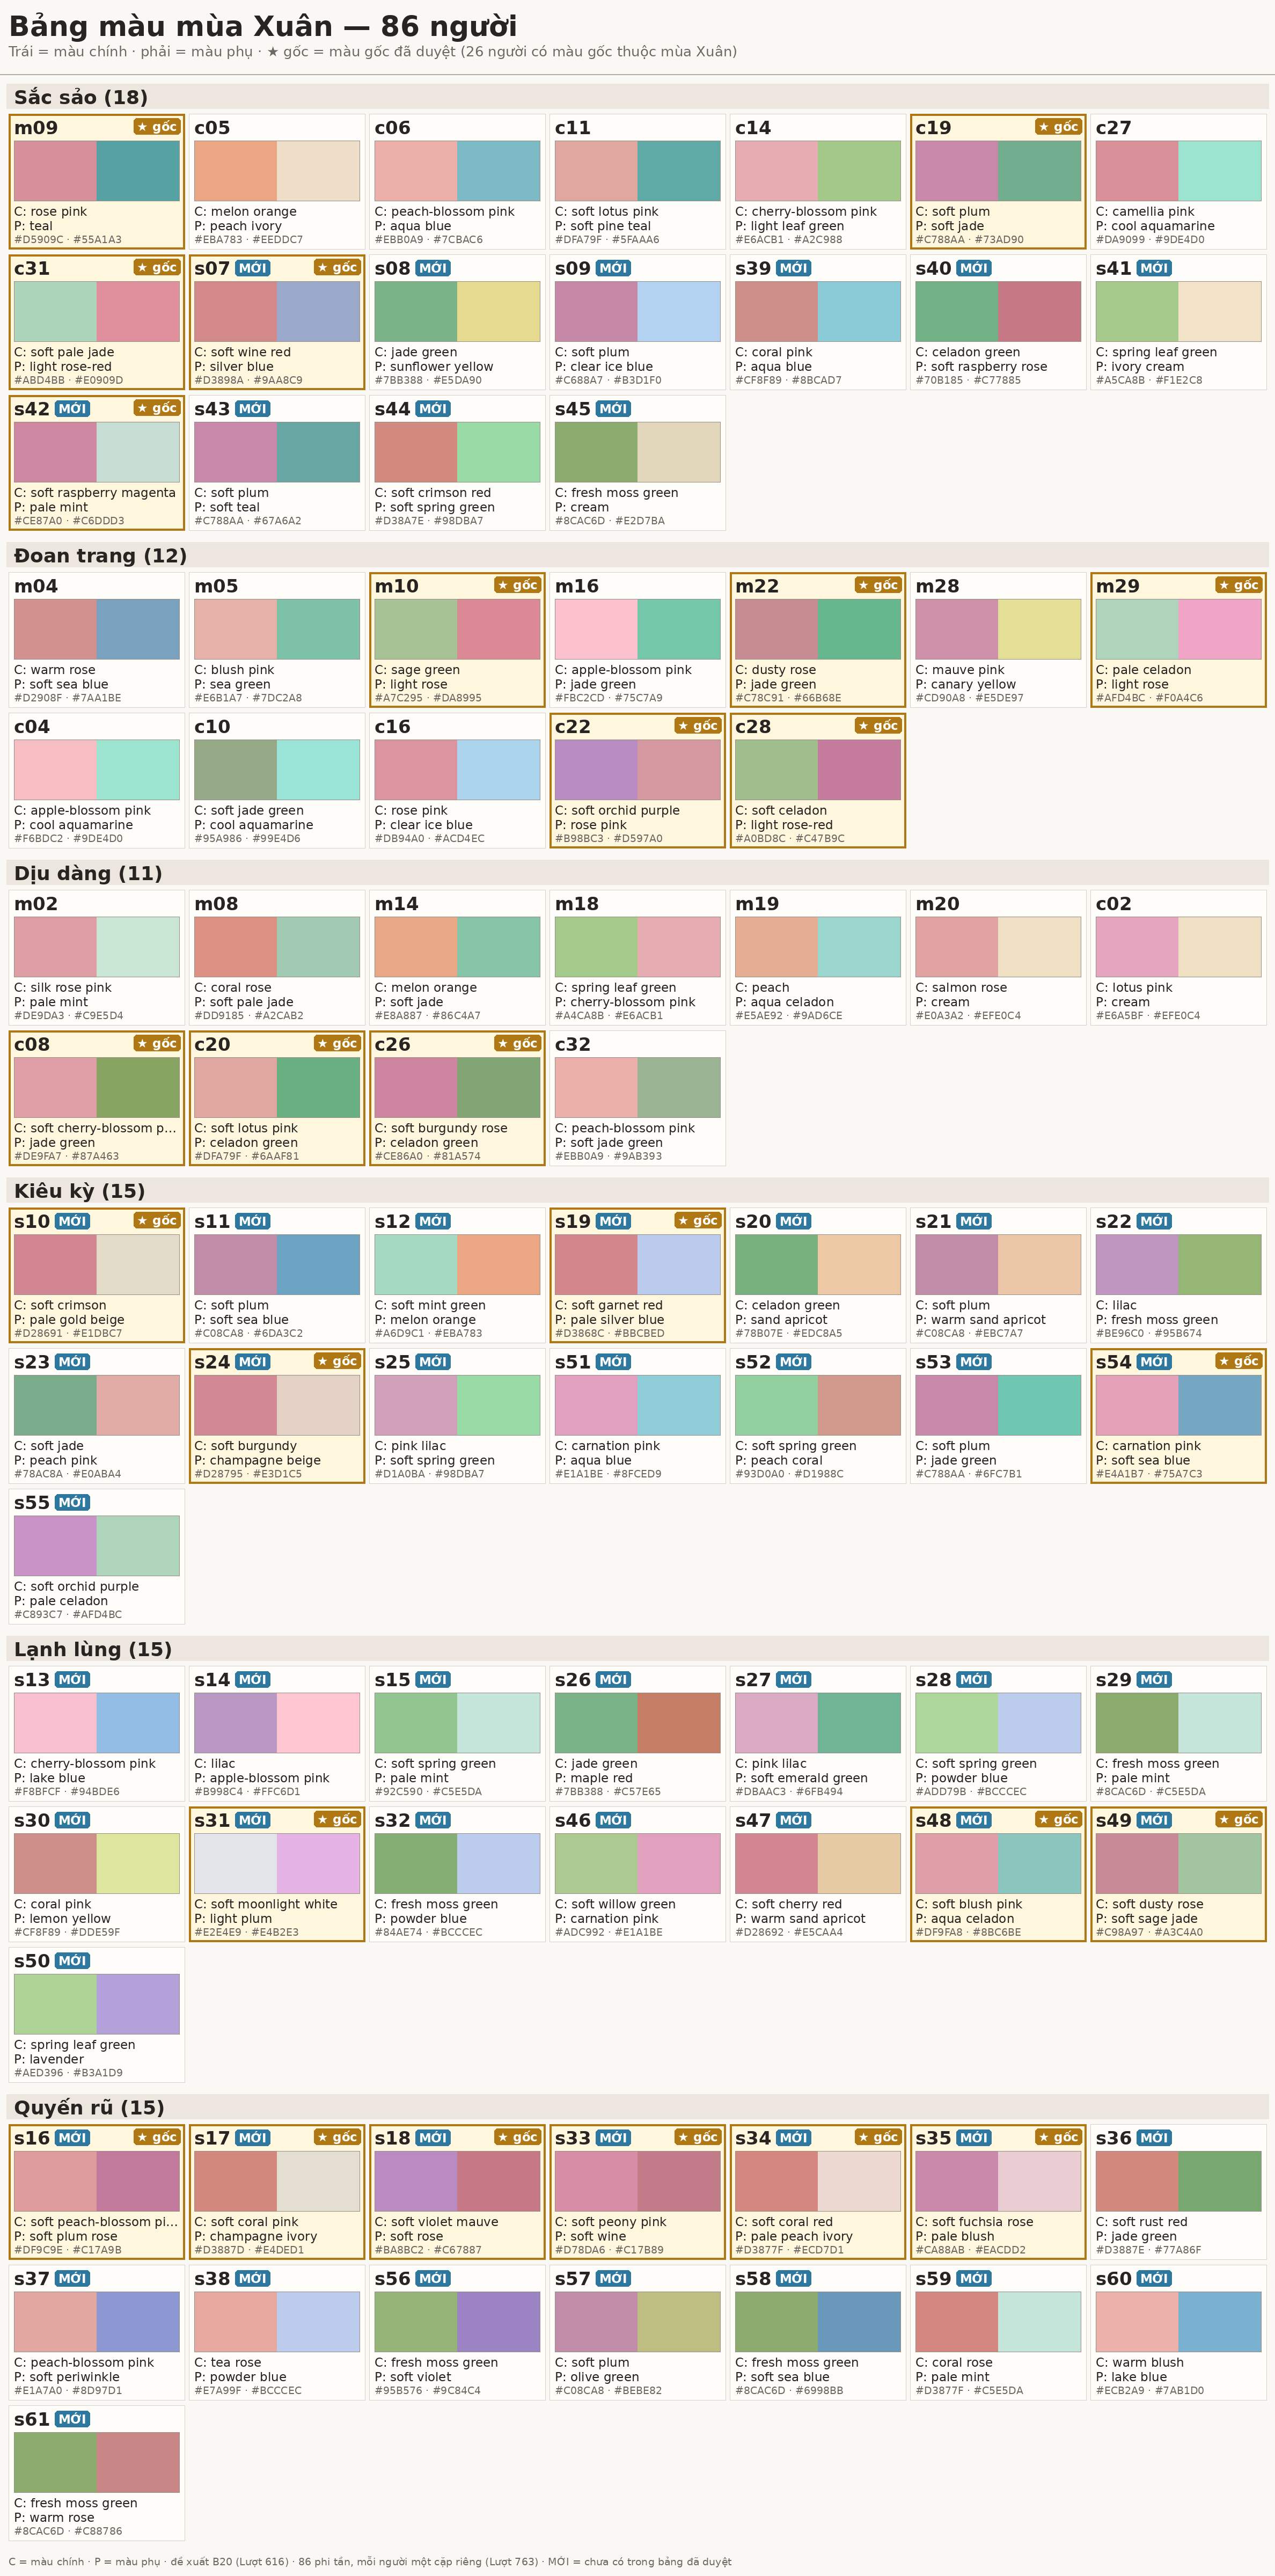 Bảng màu mùa Xuân — 86 người
Trái = màu chính · phải = màu phụ · ★ gốc = màu gốc đã duyệt (26 người có màu gốc thuộc mùa Xuân)
Sắc sảo (18)
m09 ★ gốc
C: rose pink
P: teal
#D5909C · #55A1A3
c05
C: melon orange
P: peach ivory
#EBA783 · #EEDDC7
c06
C: peach-blossom pink
P: aqua blue
#EBB0A9 · #7CBAC6
c11
C: soft lotus pink
P: soft pine teal
#DFA79F · #5FAAA6
c14
C: cherry-blossom pink
P: light leaf green
#E6ACB1 · #A2C988
c19 ★ gốc
C: soft plum
P: soft jade
#C788AA · #73AD90
c27
C: camellia pink
P: cool aquamarine
#DA9099 · #9DE4D0
c31 ★ gốc
C: soft pale jade
P: light rose-red
#ABD4BB · #E0909D
s07 MỚI ★ gốc
C: soft wine red
P: silver blue
#D3898A · #9AA8C9
s08 MỚI
C: jade green
P: sunflower yellow
#7BB388 · #E5DA90
s09 MỚI
C: soft plum
P: clear ice blue
#C688A7 · #B3D1F0
s39 MỚI
C: coral pink
P: aqua blue
#CF8F89 · #8BCAD7
s40 MỚI
C: celadon green
P: soft raspberry rose
#70B185 · #C77885
s41 MỚI
C: spring leaf green
P: ivory cream
#A5CA8B · #F1E2C8
s42 MỚI ★ gốc
C: soft raspberry magenta
P: pale mint
#CE87A0 · #C6DDD3
s43 MỚI
C: soft plum
P: soft teal
#C788AA · #67A6A2
s44 MỚI
C: soft crimson red
P: soft spring green
#D38A7E · #98DBA7
s45 MỚI
C: fresh moss green
P: cream
#8CAC6D · #E2D7BA
Đoan trang (12)
m04
C: warm rose
P: soft sea blue
#D2908F · #7AA1BE
m05
C: blush pink
P: sea green
#E6B1A7 · #7DC2A8
m10 ★ gốc
C: sage green
P: light rose
#A7C295 · #DA8995
m16
C: apple-blossom pink
P: jade green
#FBC2CD · #75C7A9
m22 ★ gốc
C: dusty rose
P: jade green
#C78C91 · #66B68E
m28
C: mauve pink
P: canary yellow
#CD90A8 · #E5DE97
m29 ★ gốc
C: pale celadon
P: light rose
#AFD4BC · #F0A4C6
c04
C: apple-blossom pink
P: cool aquamarine
#F6BDC2 · #9DE4D0
c10
C: soft jade green
P: cool aquamarine
#95A986 · #99E4D6
c16
C: rose pink
P: clear ice blue
#DB94A0 · #ACD4EC
c22 ★ gốc
C: soft orchid purple
P: rose pink
#B98BC3 · #D597A0
c28 ★ gốc
C: soft celadon
P: light rose-red
#A0BD8C · #C47B9C
Dịu dàng (11)
m02
C: silk rose pink
P: pale mint
#DE9DA3 · #C9E5D4
m08
C: coral rose
P: soft pale jade
#DD9185 · #A2CAB2
m14
C: melon orange
P: soft jade
#E8A887 · #86C4A7
m18
C: spring leaf green
P: cherry-blossom pink
#A4CA8B · #E6ACB1
m19
C: peach
P: aqua celadon
#E5AE92 · #9AD6CE
m20
C: salmon rose
P: cream
#E0A3A2 · #EFE0C4
c02
C: lotus pink
P: cream
#E6A5BF · #EFE0C4
c08 ★ gốc
C: soft cherry-blossom p…
P: jade green
#DE9FA7 · #87A463
c20 ★ gốc
C: soft lotus pink
P: celadon green
#DFA79F · #6AAF81
c26 ★ gốc
C: soft burgundy rose
P: celadon green
#CE86A0 · #81A574
c32
C: peach-blossom pink
P: soft jade green
#EBB0A9 · #9AB393
Kiêu kỳ (15)
s10 MỚI ★ gốc
C: soft crimson
P: pale gold beige
#D28691 · #E1DBC7
s11 MỚI
C: soft plum
P: soft sea blue
#C08CA8 · #6DA3C2
s12 MỚI
C: soft mint green
P: melon orange
#A6D9C1 · #EBA783
s19 MỚI ★ gốc
C: soft garnet red
P: pale silver blue
#D3868C · #BBCBED
s20 MỚI
C: celadon green
P: sand apricot
#78B07E · #EDC8A5
s21 MỚI
C: soft plum
P: warm sand apricot
#C08CA8 · #EBC7A7
s22 MỚI
C: lilac
P: fresh moss green
#BE96C0 · #95B674
s23 MỚI
C: soft jade
P: peach pink
#78AC8A · #E0ABA4
s24 MỚI ★ gốc
C: soft burgundy
P: champagne beige
#D28795 · #E3D1C5
s25 MỚI
C: pink lilac
P: soft spring green
#D1A0BA · #98DBA7
s51 MỚI
C: carnation pink
P: aqua blue
#E1A1BE · #8FCED9
s52 MỚI
C: soft spring green
P: peach coral
#93D0A0 · #D1988C
s53 MỚI
C: soft plum
P: jade green
#C788AA · #6FC7B1
s54 MỚI ★ gốc
C: carnation pink
P: soft sea blue
#E4A1B7 · #75A7C3
s55 MỚI
C: soft orchid purple
P: pale celadon
#C893C7 · #AFD4BC
Lạnh lùng (15)
s13 MỚI
C: cherry-blossom pink
P: lake blue
#F8BFCF · #94BDE6
s14 MỚI
C: lilac
P: apple-blossom pink
#B998C4 · #FFC6D1
s15 MỚI
C: soft spring green
P: pale mint
#92C590 · #C5E5DA
s26 MỚI
C: jade green
P: maple red
#7BB388 · #C57E65
s27 MỚI
C: pink lilac
P: soft emerald green
#DBAAC3 · #6FB494
s28 MỚI
C: soft spring green
P: powder blue
#ADD79B · #BCCCEC
s29 MỚI
C: fresh moss green
P: pale mint
#8CAC6D · #C5E5DA
s30 MỚI
C: coral pink
P: lemon yellow
#CF8F89 · #DDE59F
s31 MỚI ★ gốc
C: soft moonlight white
P: light plum
#E2E4E9 · #E4B2E3
s32 MỚI
C: fresh moss green
P: powder blue
#84AE74 · #BCCCEC
s46 MỚI
C: soft willow green
P: carnation pink
#ADC992 · #E1A1BE
s47 MỚI
C: soft cherry red
P: warm sand apricot
#D28692 · #E5CAA4
s48 MỚI ★ gốc
C: soft blush pink
P: aqua celadon
#DF9FA8 · #8BC6BE
s49 MỚI ★ gốc
C: soft dusty rose
P: soft sage jade
#C98A97 · #A3C4A0
s50 MỚI
C: spring leaf green
P: lavender
#AED396 · #B3A1D9
Quyến rũ (15)
s16 MỚI ★ gốc
C: soft peach-blossom pi…
P: soft plum rose
#DF9C9E · #C17A9B
s17 MỚI ★ gốc
C: soft coral pink
P: champagne ivory
#D3887D · #E4DED1
s18 MỚI ★ gốc
C: soft violet mauve
P: soft rose
#BA8BC2 · #C67887
s33 MỚI ★ gốc
C: soft peony pink
P: soft wine
#D78DA6 · #C17B89
s34 MỚI ★ gốc
C: soft coral red
P: pale peach ivory
#D3877F · #ECD7D1
s35 MỚI ★ gốc
C: soft fuchsia rose
P: pale blush
#CA88AB · #EACDD2
s36 MỚI
C: soft rust red
P: jade green
#D3887E · #77A86F
s37 MỚI
C: peach-blossom pink
P: soft periwinkle
#E1A7A0 · #8D97D1
s38 MỚI
C: tea rose
P: powder blue
#E7A99F · #BCCCEC
s56 MỚI
C: fresh moss green
P: soft violet
#95B576 · #9C84C4
s57 MỚI
C: soft plum
P: olive green
#C08CA8 · #BEBE82
s58 MỚI
C: fresh moss green
P: soft sea blue
#8CAC6D · #6998BB
s59 MỚI
C: coral rose
P: pale mint
#D3877F · #C5E5DA
s60 MỚI
C: warm blush
P: lake blue
#ECB2A9 · #7AB1D0
s61 MỚI
C: fresh moss green
P: warm rose
#8CAC6D · #C88786
C = màu chính · P = màu phụ · đề xuất B20 (Lượt 616) · 86 phi tần, mỗi người một cặp riêng (Lượt 763) · MỚI = chưa có trong bảng đã duyệt